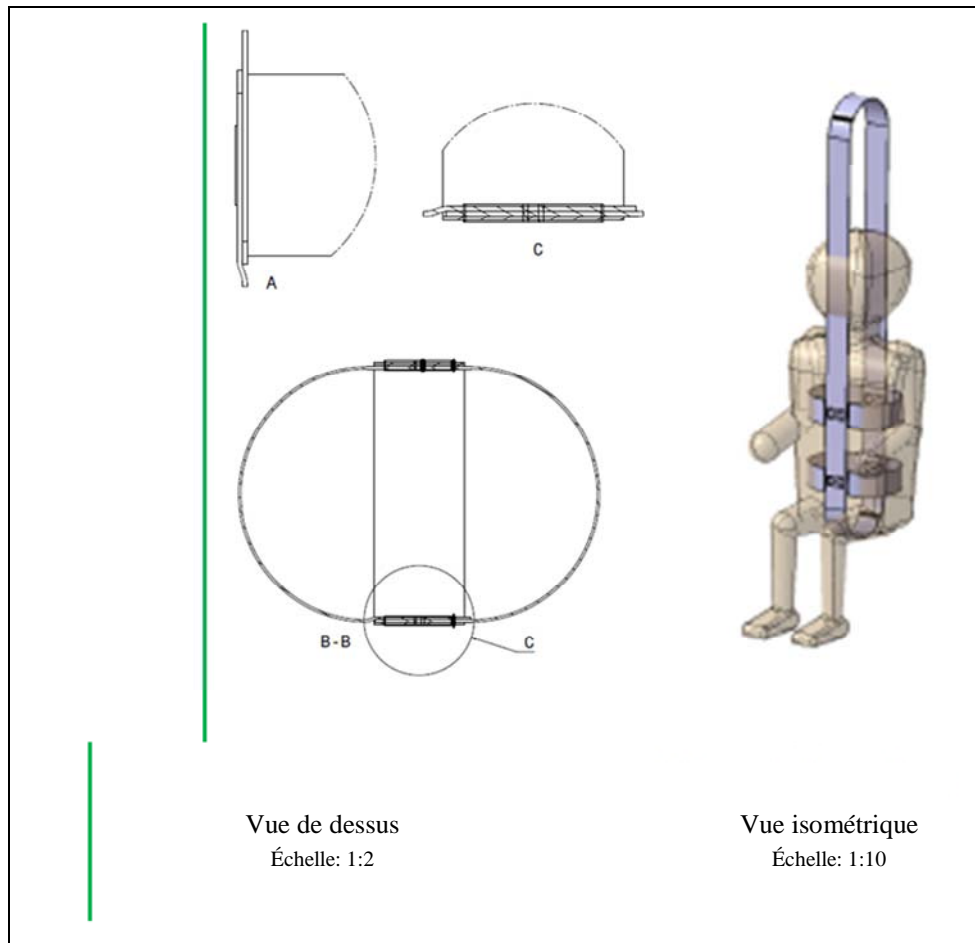 A
C
B-B
C
Vue de dessus
Échelle: 1:2
Vue isométrique
Échelle: 1:10